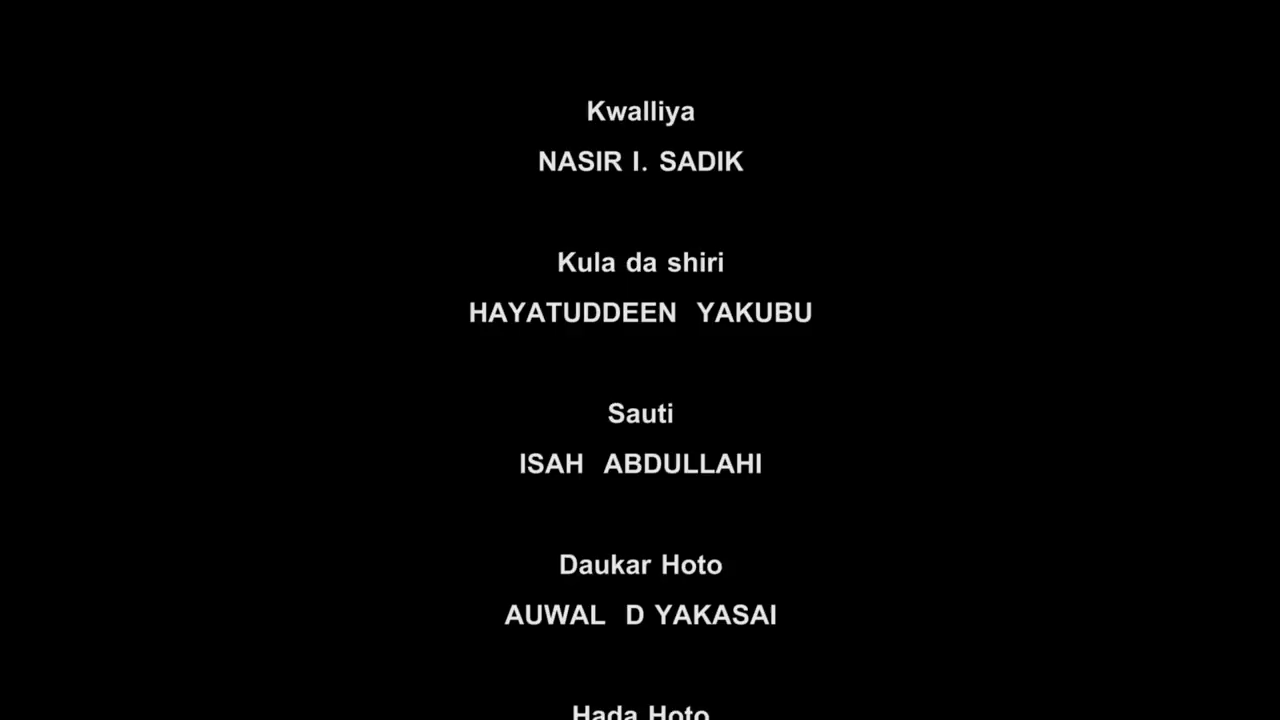 Kwalliya
NASIR I. SADIK
Kula da shiri
HAYATUDDEEN YAKUBU
Sauti
ISAH ABDULLAHI
Daukar Hoto
AUWAL D YAKASAI
Hada Hoto